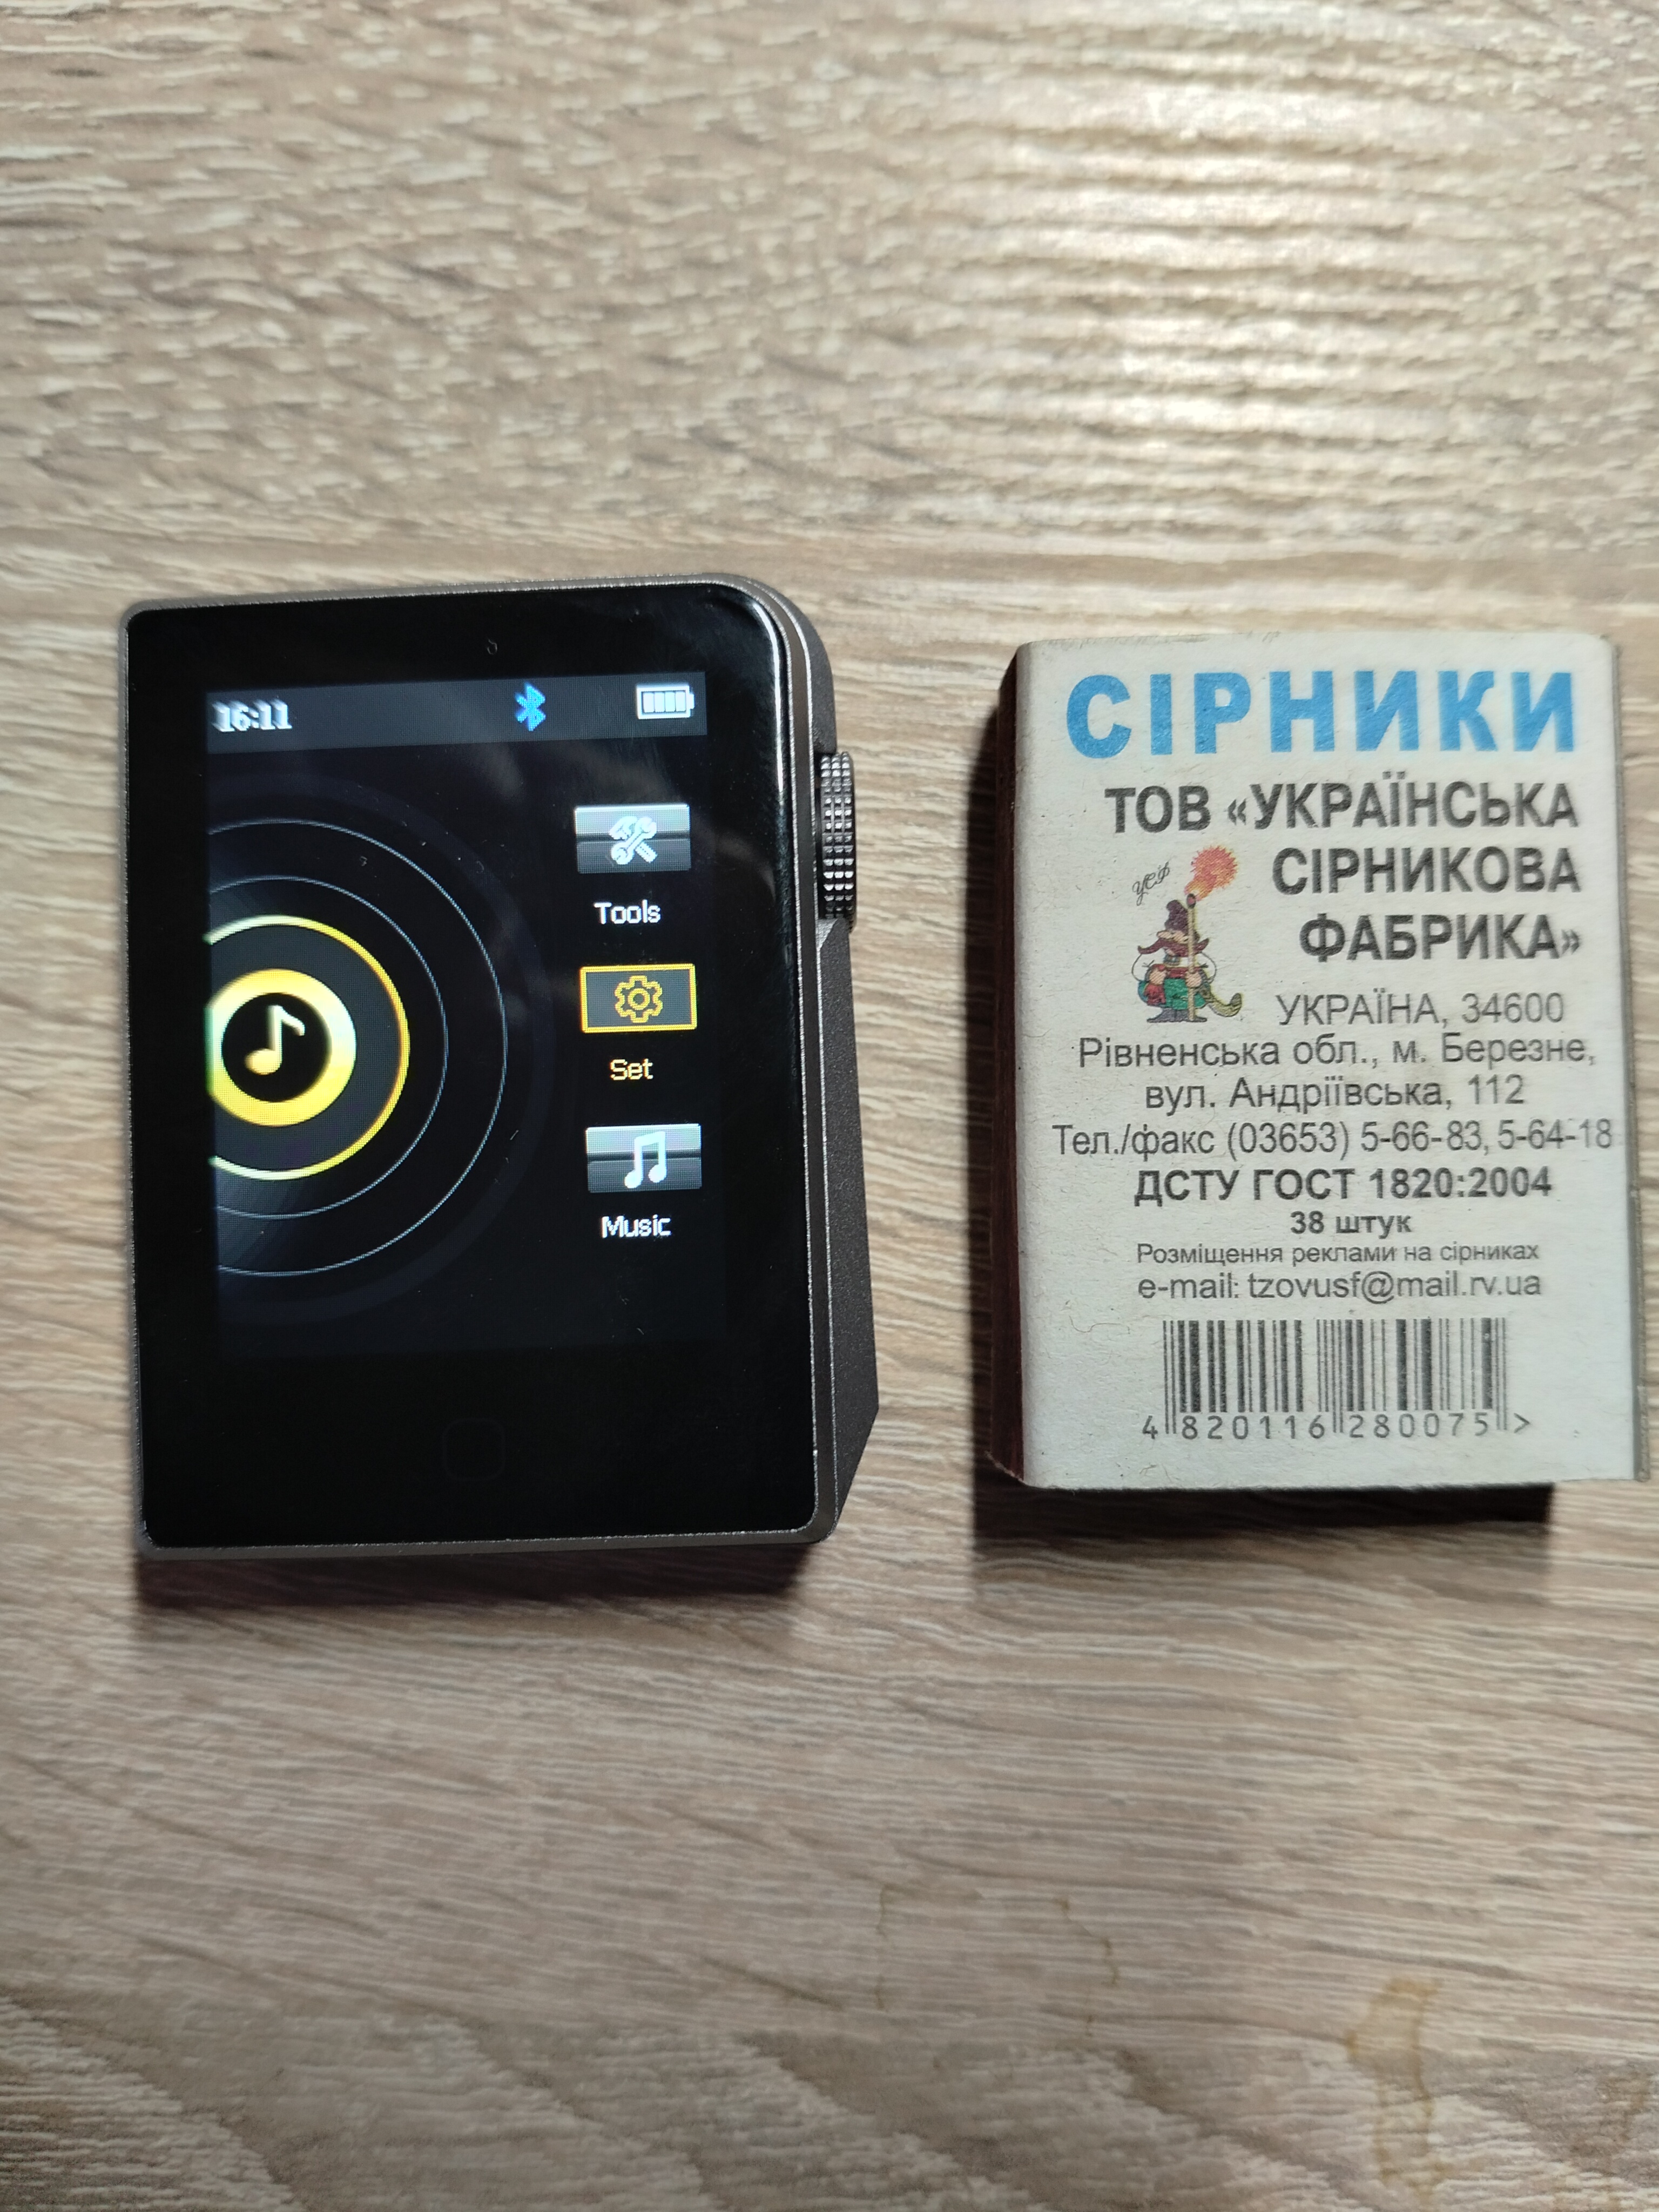 16:11
Tools
Set
Music
СІРНИКИ
ТОВ «УКРАЇНСЬКА
СІРНИКОВА
ФАБРИКА»
УСФ
УКРАЇНА, 34600
Рівненська обл., м. Березне,
вул. Андріївська, 112
Тел./факс (03653) 5-66-83, 5-64-18
ДСТУ ГОСТ 1820:2004
38 штук
Розміщення реклами на сірниках
e-mail: tzovusf@mail.rv.ua
4 820116 280075 >